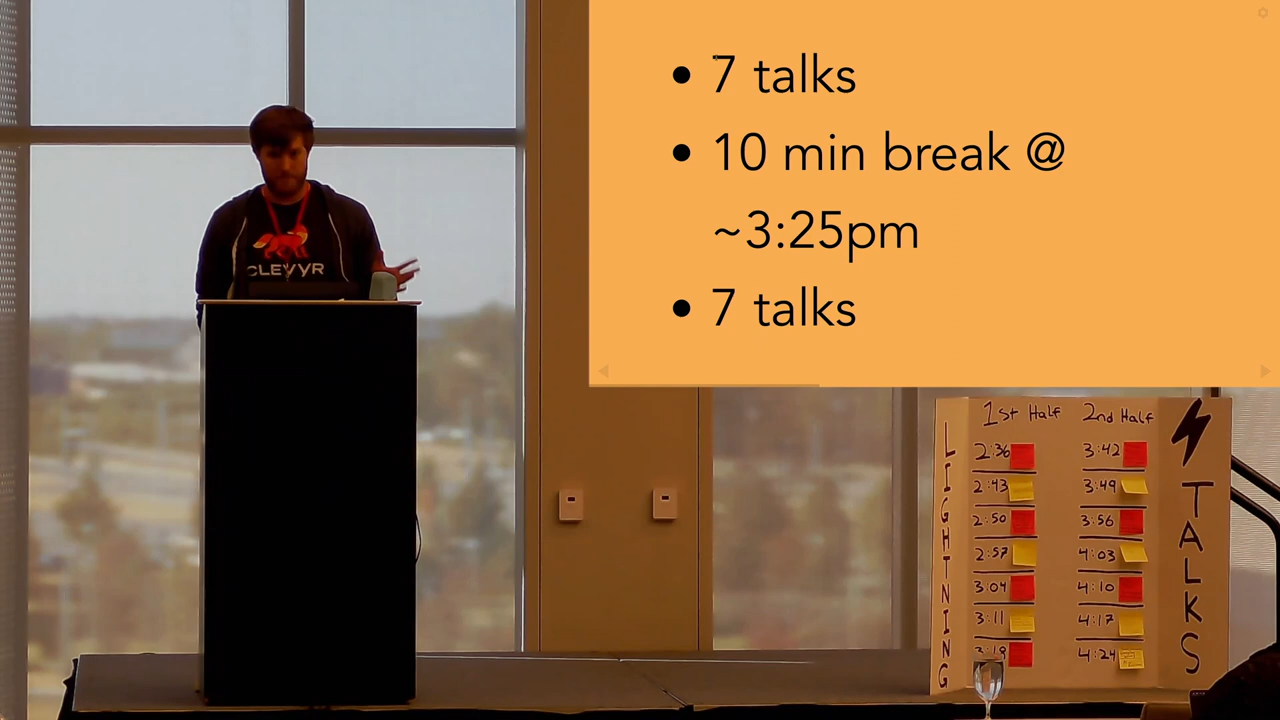 • 7 talks
• 10 min break @
~3:25pm
• 7 talks
CLEVYR
LIGHTNING
⚡ TALKS
1st Half
2:36
2:43
2:50
2:57
3:04
3:11
3:19
2nd Half
3:42
3:49
3:56
4:03
4:10
4:17
4:24